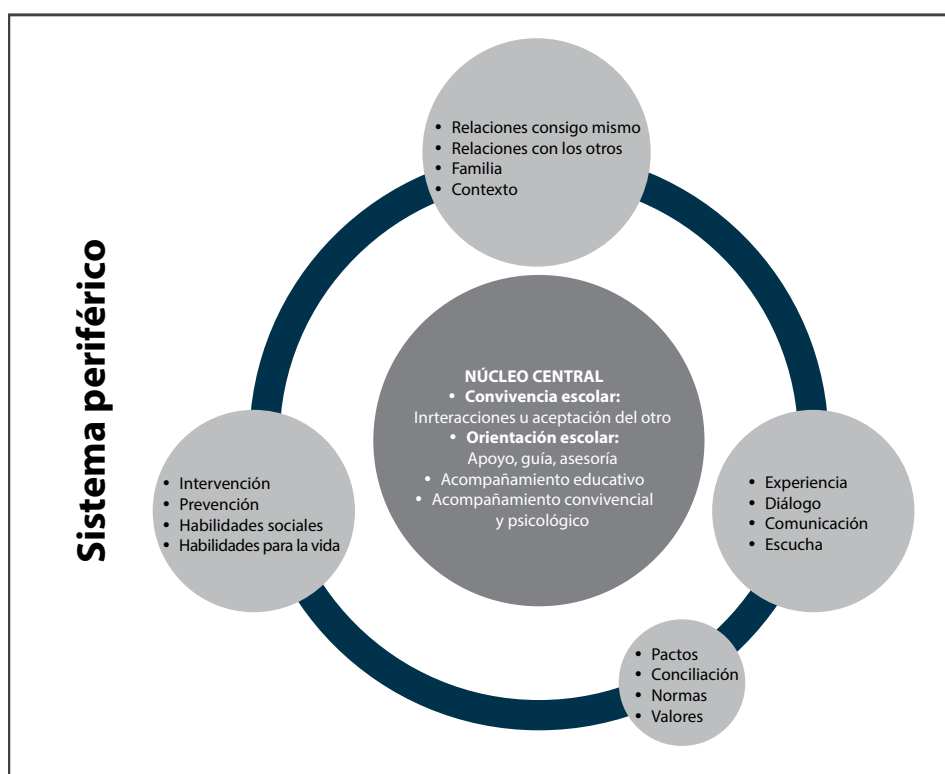 Sistema periférico
• Relaciones consigo mismo
• Relaciones con los otros
• Familia
• Contexto
NÚCLEO CENTRAL
• Convivencia escolar:
Inrteracciones u aceptación del otro
• Orientación escolar:
Apoyo, guía, asesoría
• Acompañamiento educativo
• Acompañamiento convivencial
y psicológico
• Intervención
• Prevención
• Habilidades sociales
• Habilidades para la vida
• Experiencia
• Diálogo
• Comunicación
• Escucha
• Pactos
• Conciliación
• Normas
• Valores